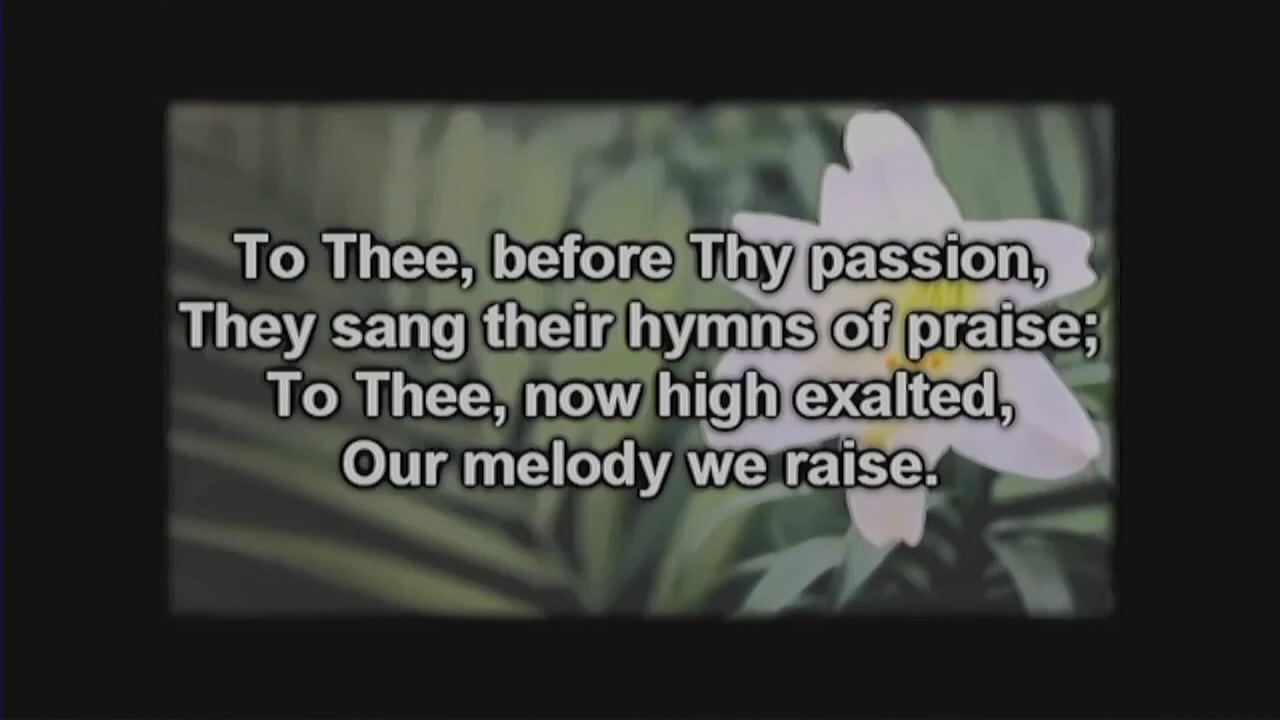 To Thee, before Thy passion,
They sang their hymns of praise;
To Thee, now high exalted,
Our melody we raise.